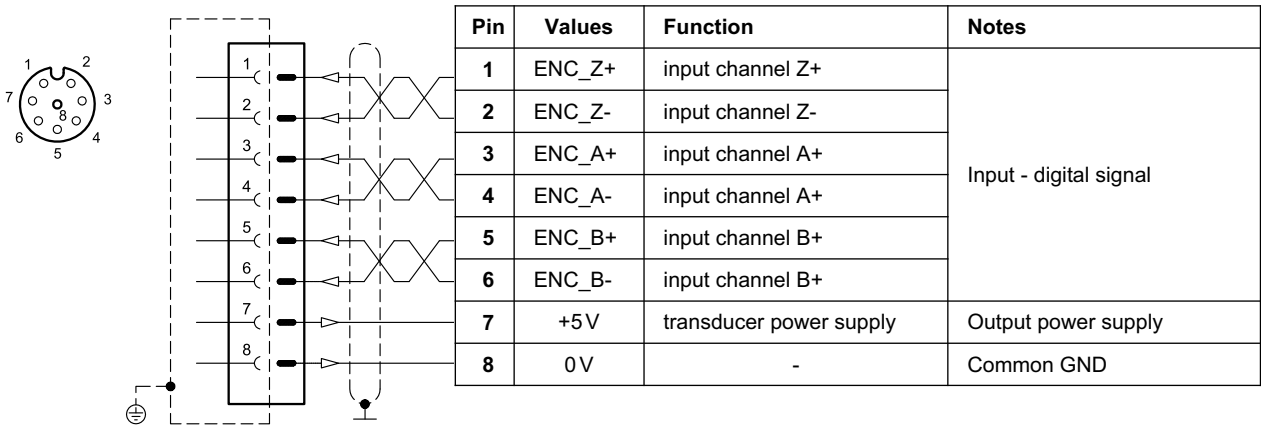 1 2
7 3
8
6 4
5
1
2
3
4
5
6
7
8
Pin Values Function Notes
1 ENC_Z+ input channel Z+
2 ENC_Z- input channel Z-
3 ENC_A+ input channel A+
Input - digital signal
4 ENC_A- input channel A+
5 ENC_B+ input channel B+
6 ENC_B- input channel B+
7 +5V transducer power supply Output power supply
8 0V - Common GND